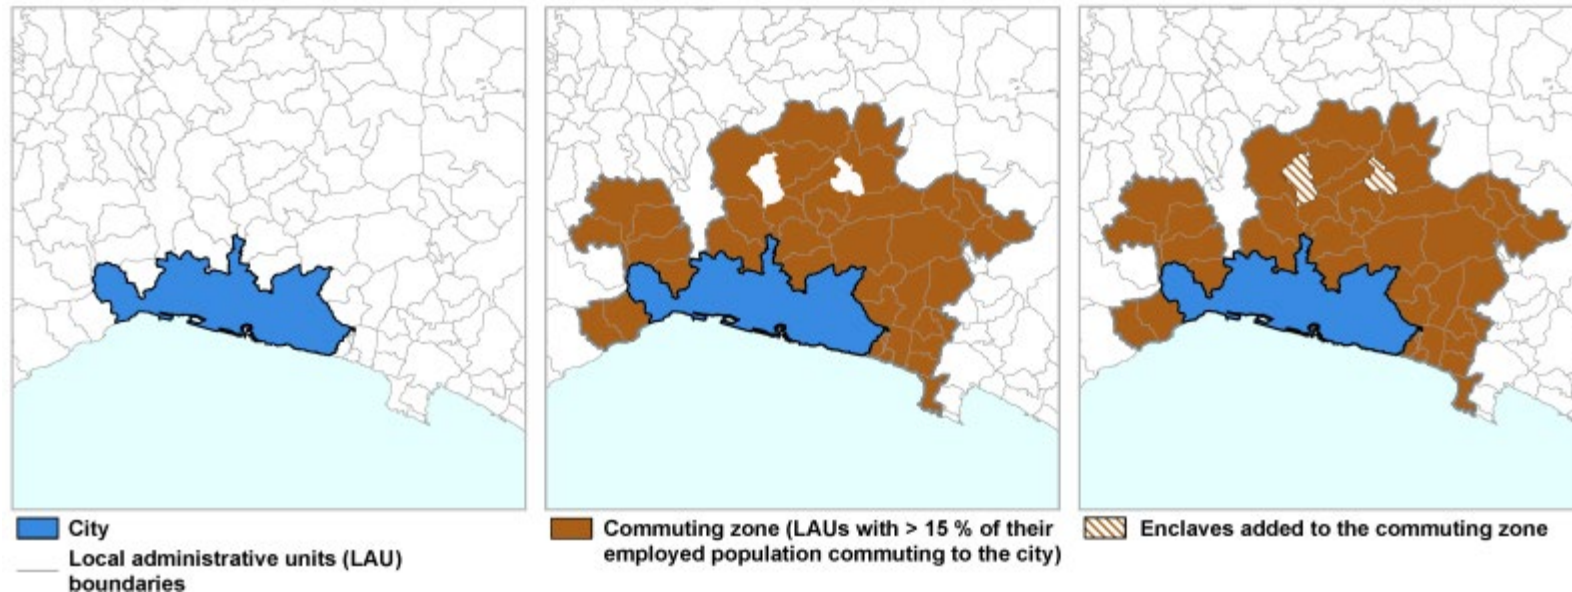 City
Local administrative units (LAU)
boundaries
Commuting zone (LAUs with > 15 % of their
employed population commuting to the city)
Enclaves added to the commuting zone